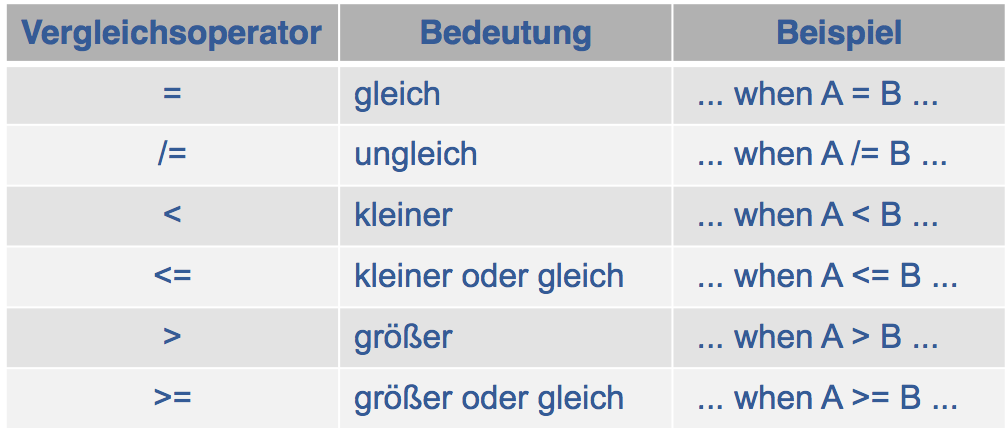 Vergleichsoperator Bedeutung Beispiel
= gleich ... when A = B ...
/= ungleich ... when A /= B ...
< kleiner ... when A < B ...
<= kleiner oder gleich ... when A <= B ...
> größer ... when A > B ...
>= größer oder gleich ... when A >= B ...